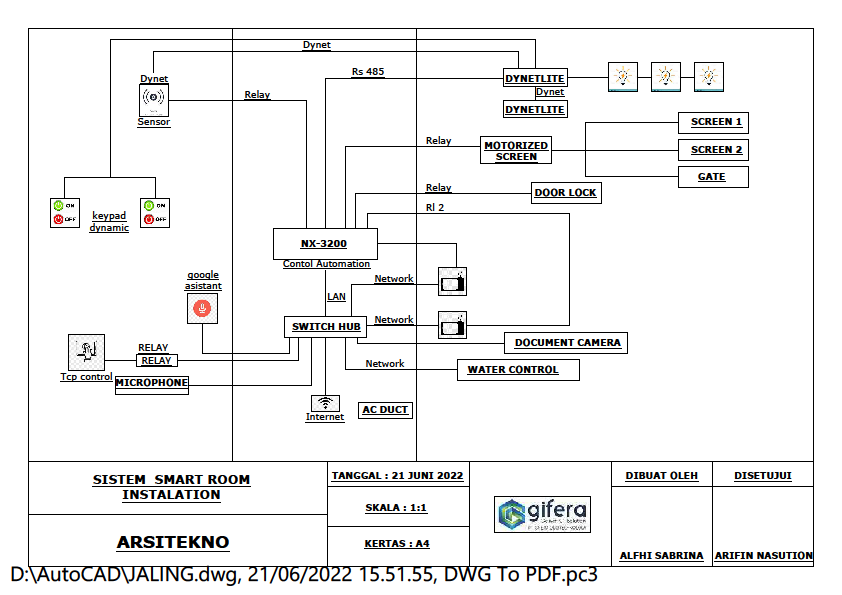 Dynet
Rs 485
Dynet
DYNETLITE
Dynet
Relay
DYNETLITE
Sensor
SCREEN 1
Relay
MOTORIZED
SCREEN
SCREEN 2
GATE
Relay
DOOR LOCK
ON
OFF
keypad
dynamic
ON
OFF
Rl 2
NX-3200
Contol Automation
google
asistant
Network
LAN
Network
SWITCH HUB
DOCUMENT CAMERA
RELAY
RELAY
Network
WATER CONTROL
Tcp control
MICROPHONE
Internet
AC DUCT
SISTEM SMART ROOM
INSTALATION
ARSITEKNO
TANGGAL : 21 JUNI 2022
SKALA : 1:1
KERTAS : A4
gifera
DIBUAT OLEH
DISETUJUI
ALFHI SABRINA
ARIFIN NASUTION
D:\AutoCAD\JALING.dwg, 21/06/2022 15.51.55, DWG To PDF.pc3